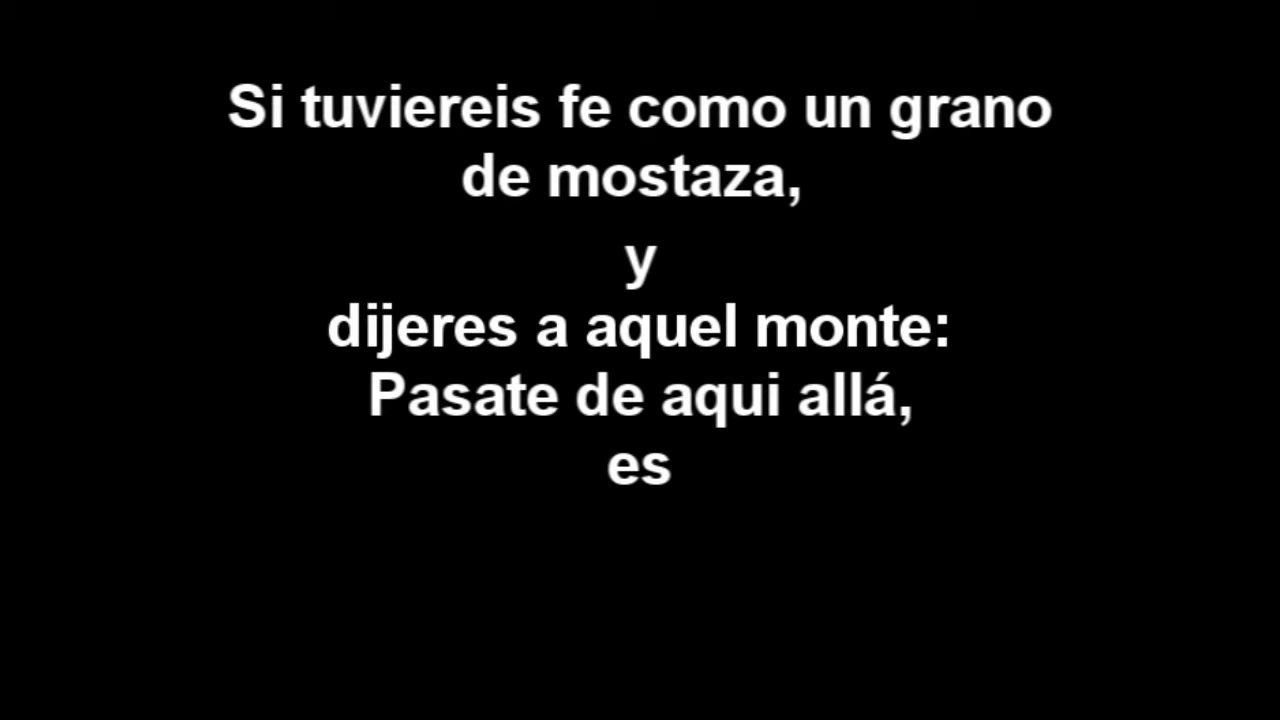 Si tuviereis fe como un grano
de mostaza,
y
dijeres a aquel monte:
Pasate de aqui allá,
es